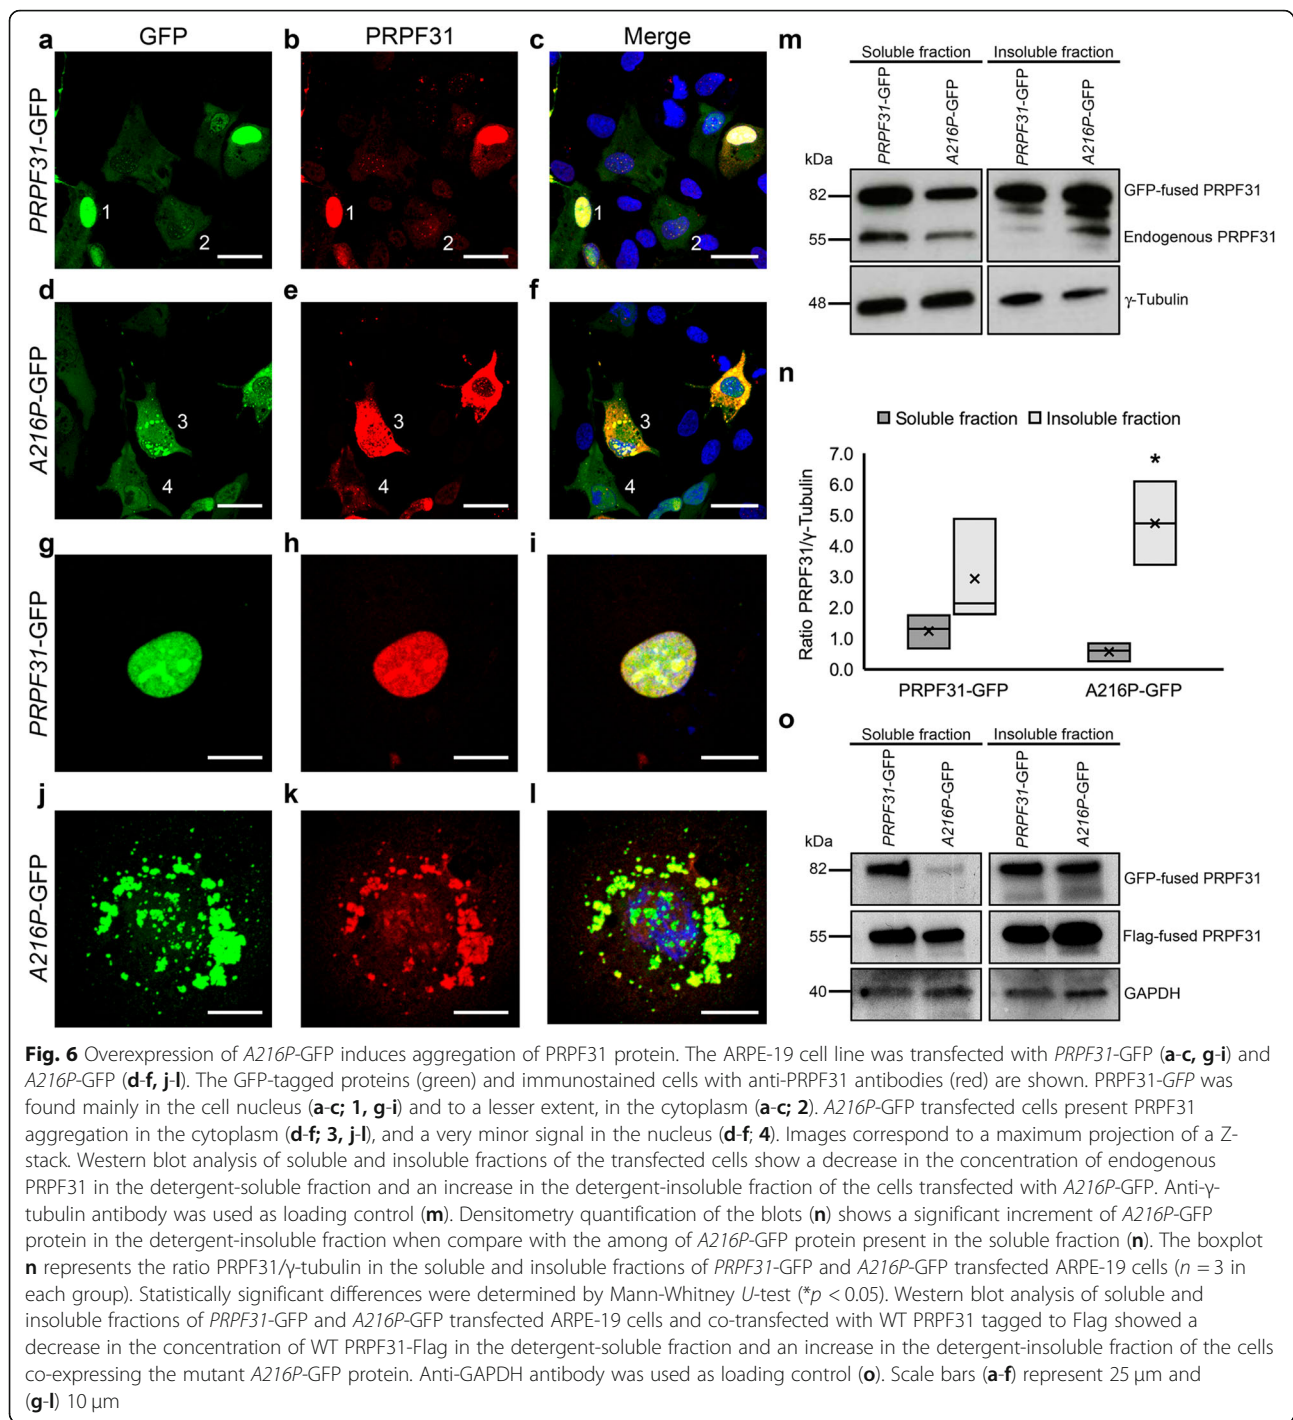 a GFP b PRPF31 c Merge
PRPF31-GFP
1
2
1
2
1
2
d e f
A216P-GFP
3
4
3
4
3
4
g h i
PRPF31-GFP
j k l
A216P-GFP
m
Soluble fraction Insoluble fraction
PRPF31-GFP A216P-GFP PRPF31-GFP A216P-GFP
kDa
82 GFP-fused PRPF31
55 Endogenous PRPF31
48 γ-Tubulin
n
Soluble fraction Insoluble fraction
Ratio PRPF31/γ-Tubulin
7.0
6.0
5.0
4.0
3.0
2.0
1.0
0.0
*
PRPF31-GFP A216P-GFP
o
Soluble fraction Insoluble fraction
PRPF31-GFP A216P-GFP PRPF31-GFP A216P-GFP
kDa
82 GFP-fused PRPF31
55 Flag-fused PRPF31
40 GAPDH
Fig. 6 Overexpression of A216P-GFP induces aggregation of PRPF31 protein. The ARPE-19 cell line was transfected with PRPF31-GFP (a-c, g-i) and
A216P-GFP (d-f, j-l). The GFP-tagged proteins (green) and immunostained cells with anti-PRPF31 antibodies (red) are shown. PRPF31-GFP was
found mainly in the cell nucleus (a-c; 1, g-i) and to a lesser extent, in the cytoplasm (a-c; 2). A216P-GFP transfected cells present PRPF31
aggregation in the cytoplasm (d-f; 3, j-l), and a very minor signal in the nucleus (d-f; 4). Images correspond to a maximum projection of a Z-
stack. Western blot analysis of soluble and insoluble fractions of the transfected cells show a decrease in the concentration of endogenous
PRPF31 in the detergent-soluble fraction and an increase in the detergent-insoluble fraction of the cells transfected with A216P-GFP. Anti-γ-
tubulin antibody was used as loading control (m). Densitometry quantification of the blots (n) shows a significant increment of A216P-GFP
protein in the detergent-insoluble fraction when compare with the among of A216P-GFP protein present in the soluble fraction (n). The boxplot
n represents the ratio PRPF31/γ-tubulin in the soluble and insoluble fractions of PRPF31-GFP and A216P-GFP transfected ARPE-19 cells (n = 3 in
each group). Statistically significant differences were determined by Mann-Whitney U-test (*p < 0.05). Western blot analysis of soluble and
insoluble fractions of PRPF31-GFP and A216P-GFP transfected ARPE-19 cells and co-transfected with WT PRPF31 tagged to Flag showed a
decrease in the concentration of WT PRPF31-Flag in the detergent-soluble fraction and an increase in the detergent-insoluble fraction of the cells
co-expressing the mutant A216P-GFP protein. Anti-GAPDH antibody was used as loading control (o). Scale bars (a-f) represent 25 μm and
(g-l) 10 μm